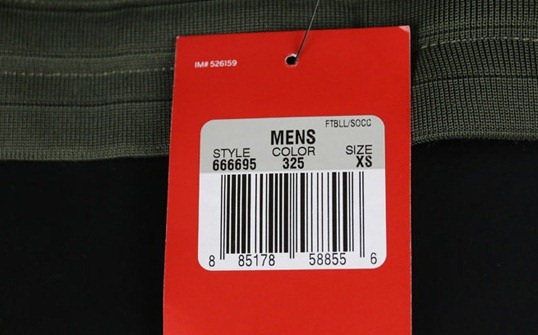 IM# 526159
FTBLL/SOCC
MENS
STYLE COLOR SIZE
666695 325 XS
8 85178 58855 6